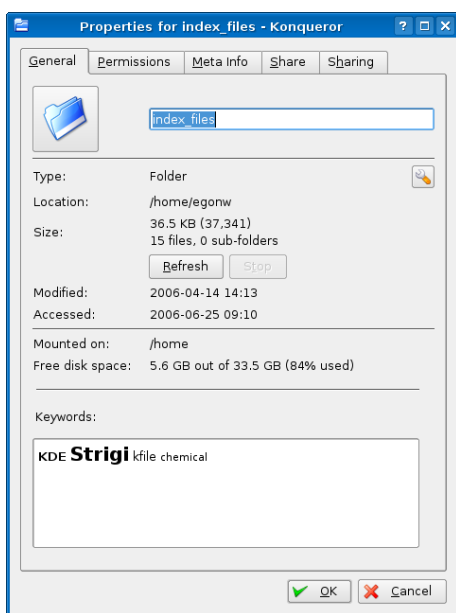 Properties for index_files - Konqueror
General Permissions Meta Info Share Sharing
index_files
Type: Folder
Location: /home/egonw
Size: 36.5 KB (37,341)
15 files, 0 sub-folders
Refresh Stop
Modified: 2006-04-14 14:13
Accessed: 2006-06-25 09:10
Mounted on: /home
Free disk space: 5.6 GB out of 33.5 GB (84% used)
Keywords:
KDE Strigi kfile chemical
OK Cancel